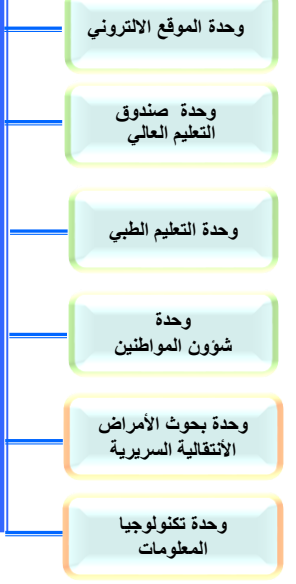 وحدة الموقع الالتروني
وحدة صندوق
التعليم العالي
وحدة التعليم الطبي
وحدة
شؤون المواطنين
وحدة بحوث الأمراض
الأنتقالية السريرية
وحدة تكنولوجيا
المعلومات